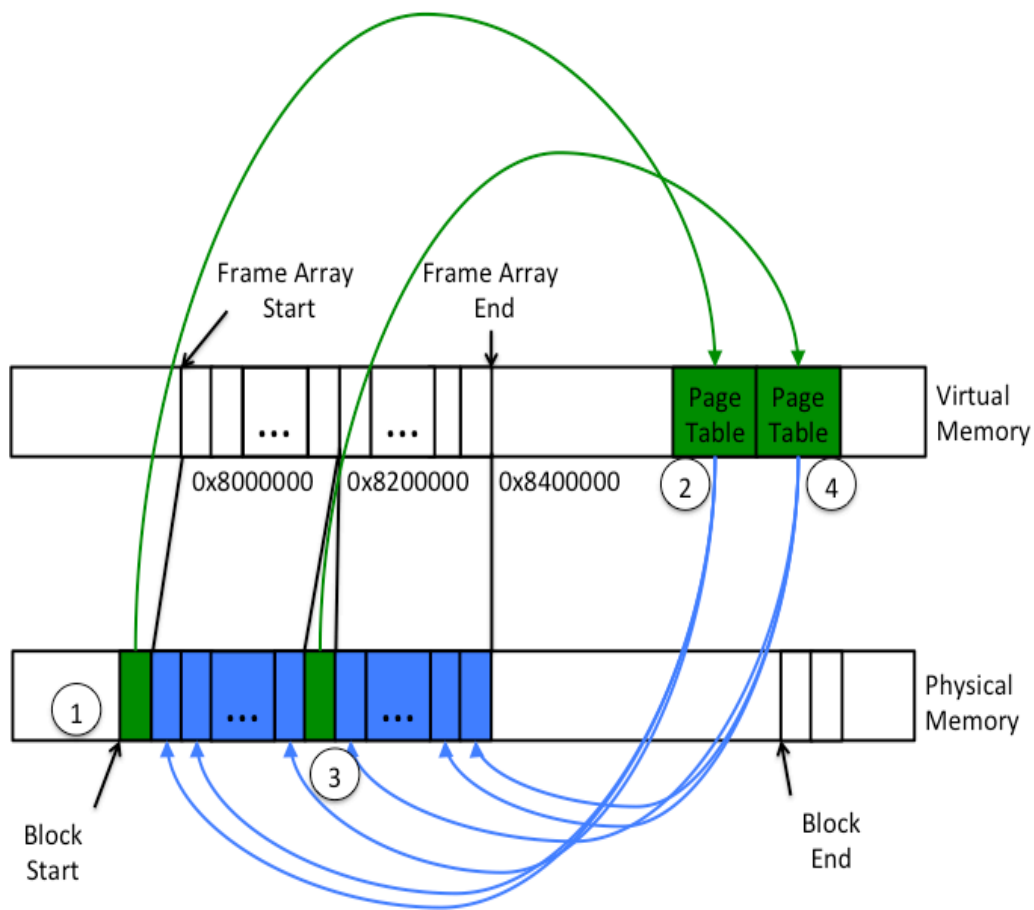 Frame Array
Start
Frame Array
End
...
...
Page
Table
Page
Table
Virtual
Memory
0x8000000
0x8200000
0x8400000
2
4
1
...
...
Physical
Memory
3
Block
Start
Block
End